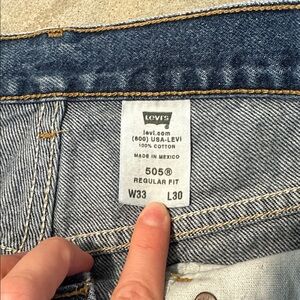 Levi's
levi.com
(800) USA-LEVI
100% COTTON
MADE IN MEXICO
505®
REGULAR FIT
W33 L30